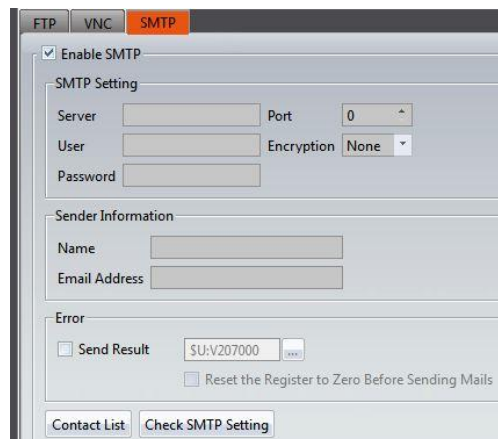 FTP VNC SMTP
Enable SMTP
SMTP Setting
Server Port 0
User Encryption None
Password
Sender Information
Name
Email Address
Error
Send Result $U:V207000 ...
Reset the Register to Zero Before Sending Mails
Contact List Check SMTP Setting